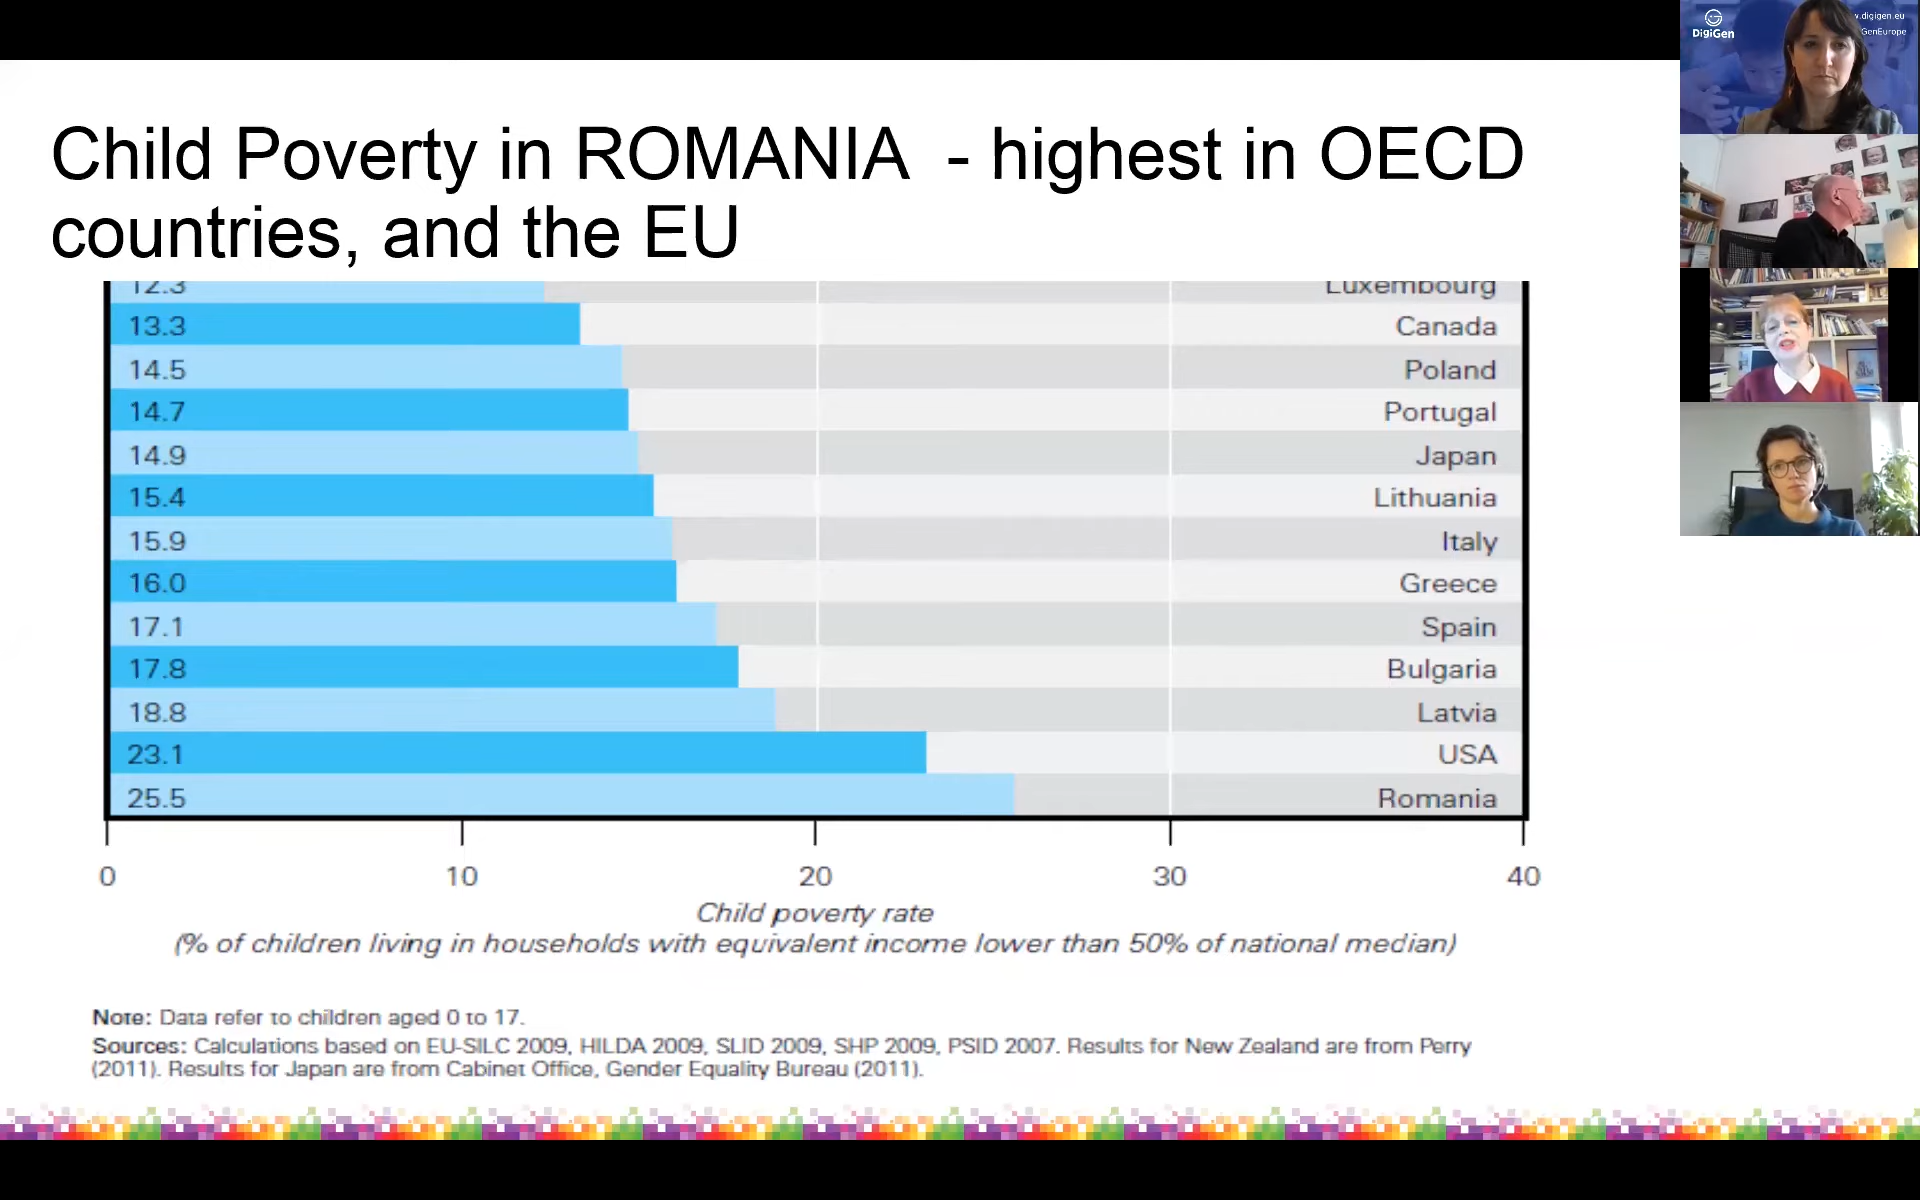 Child Poverty in ROMANIA - highest in OECD
countries, and the EU
12.3 Luxembourg
13.3 Canada
14.5 Poland
14.7 Portugal
14.9 Japan
15.4 Lithuania
15.9 Italy
16.0 Greece
17.1 Spain
17.8 Bulgaria
18.8 Latvia
23.1 USA
25.5 Romania
0 10 20 30 40
Child poverty rate
(% of children living in households with equivalent income lower than 50% of national median)
Note: Data refer to children aged 0 to 17.
Sources: Calculations based on EU-SILC 2009, HILDA 2009, SLID 2009, SHP 2009, PSID 2007. Results for New Zealand are from Perry
(2011). Results for Japan are from Cabinet Office, Gender Equality Bureau (2011).
DigiGen
v.digigen.eu
GenEurope